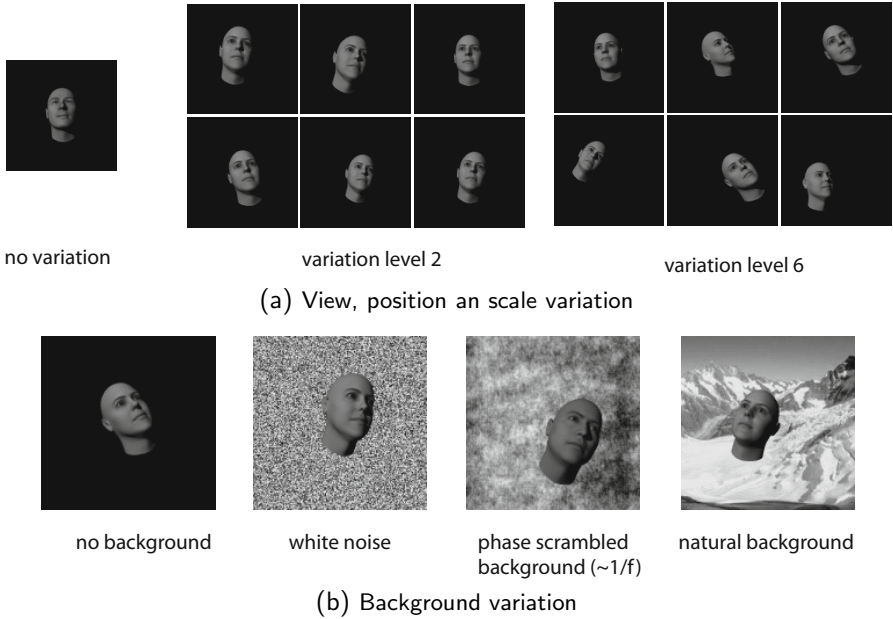 no variation
variation level 2
variation level 6
(a) View, position an scale variation
no background
white noise
phase scrambled
background (~1/f)
natural background
(b) Background variation